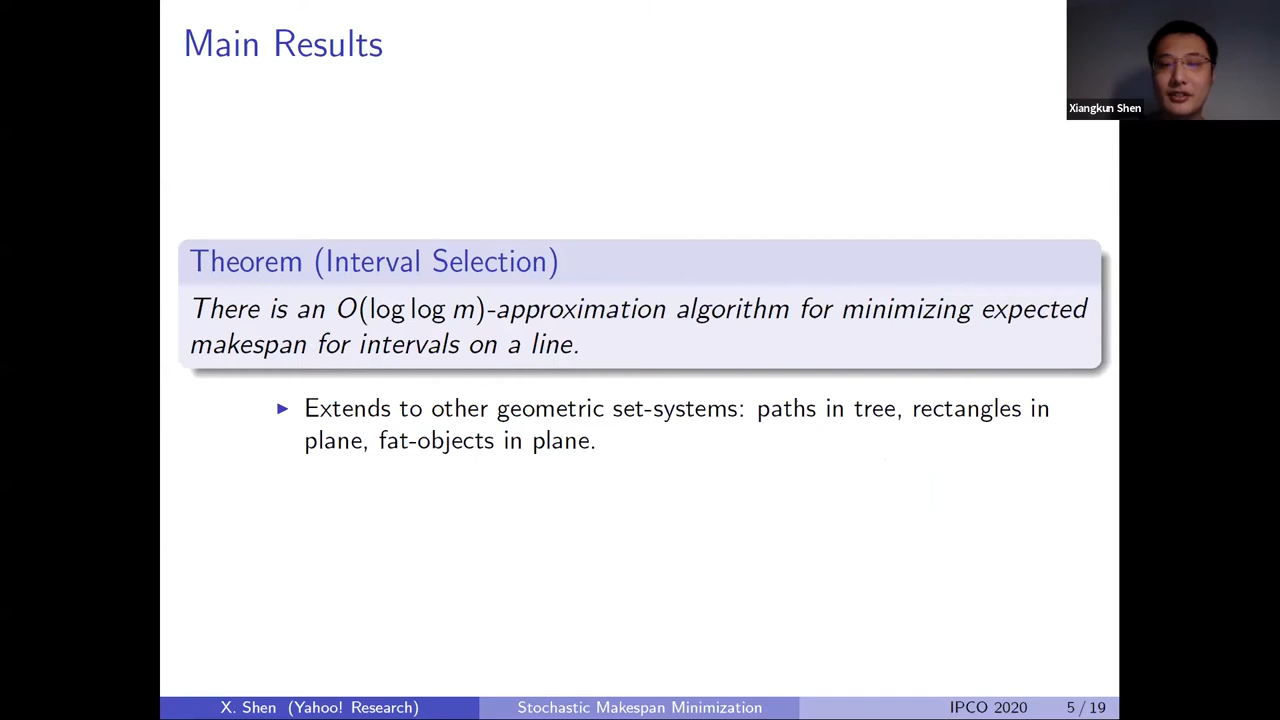 Main Results
Xiangkun Shen
Theorem (Interval Selection)
There is an O(log log m)-approximation algorithm for minimizing expected
makespan for intervals on a line.
▶ Extends to other geometric set-systems: paths in tree, rectangles in
plane, fat-objects in plane.
X. Shen (Yahoo! Research) Stochastic Makespan Minimization IPCO 2020 5 / 19